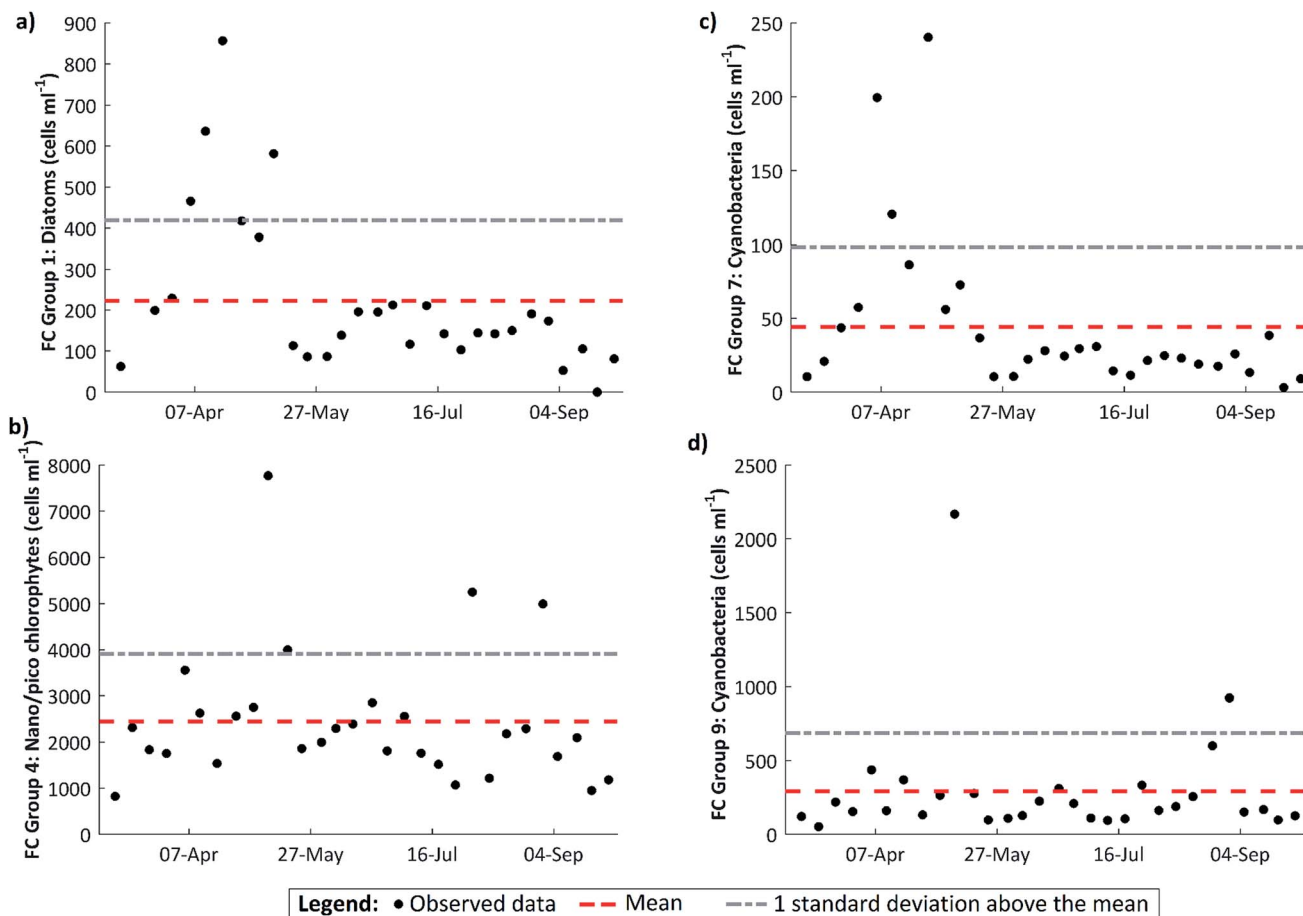 a)
FC Group 1: Diatoms (cells ml⁻¹)
900
800
700
600
500
400
300
200
100
0
07-Apr
27-May
16-Jul
04-Sep
b)
FC Group 4: Nano/pico chlorophytes (cells ml⁻¹)
8000
7000
6000
5000
4000
3000
2000
1000
0
07-Apr
27-May
16-Jul
04-Sep
c)
FC Group 7: Cyanobacteria (cells ml⁻¹)
250
200
150
100
50
0
07-Apr
27-May
16-Jul
04-Sep
d)
FC Group 9: Cyanobacteria (cells ml⁻¹)
2500
2000
1500
1000
500
0
07-Apr
27-May
16-Jul
04-Sep
Legend: Observed data Mean 1 standard deviation above the mean